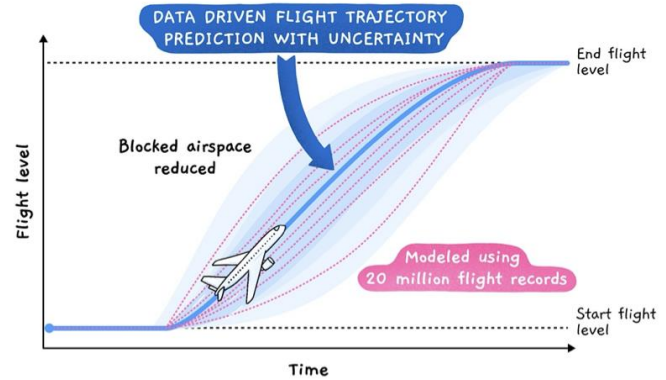 DATA DRIVEN FLIGHT TRAJECTORY
PREDICTION WITH UNCERTAINTY
End flight
level
Blocked airspace
reduced
Flight level
Modeled using
20 million flight records
Start flight
level
Time